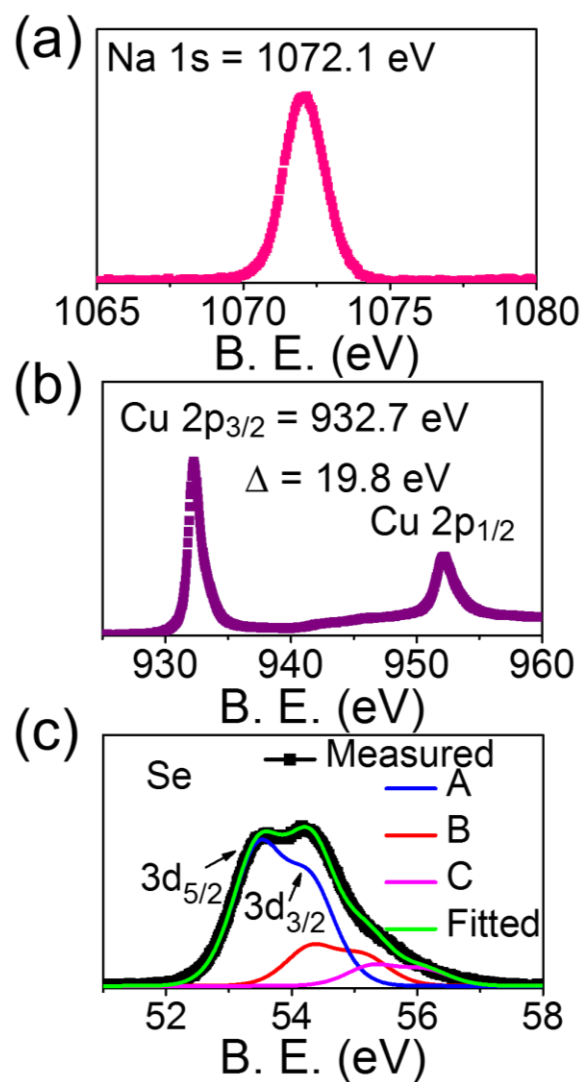 (a)
Na 1s = 1072.1 eV
1065 1070 1075 1080
B. E. (eV)
(b)
Cu 2p3/2 = 932.7 eV
Δ = 19.8 eV
Cu 2p1/2
930 940 950 960
B. E. (eV)
(c)
Measured
Se
A
B
C
Fitted
3d5/2
3d3/2
52 54 56 58
B. E. (eV)